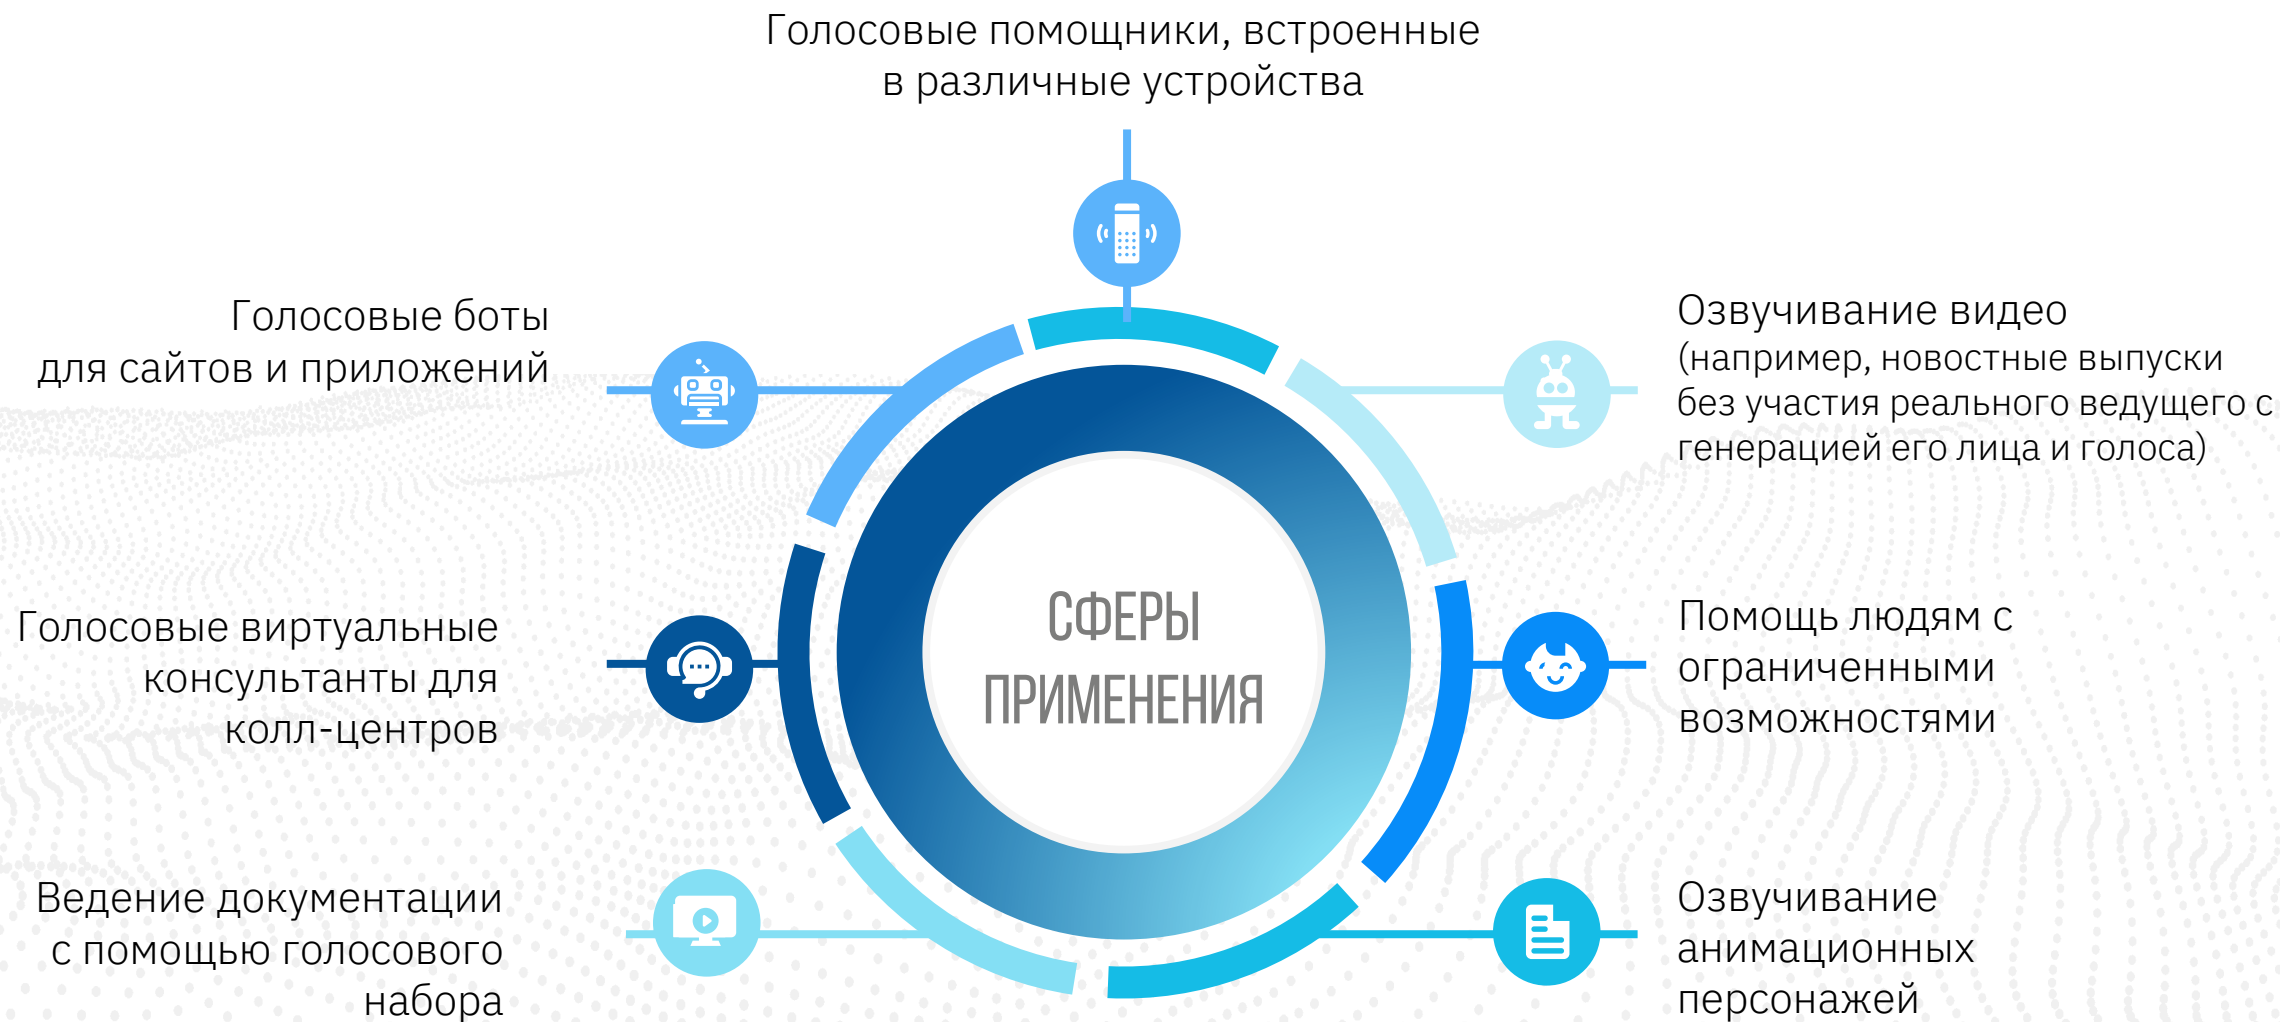 Голосовые помощники, встроенные
в различные устройства
Голосовые боты
для сайтов и приложений
Озвучивание видео
(например, новостные выпуски
без участия реального ведущего с
генерацией его лица и голоса)
СФЕРЫ
ПРИМЕНЕНИЯ
Голосовые виртуальные
консультанты для
колл-центров
Помощь людям с
ограниченными
возможностями
Ведение документации
с помощью голосового
набора
Озвучивание
анимационных
персонажей